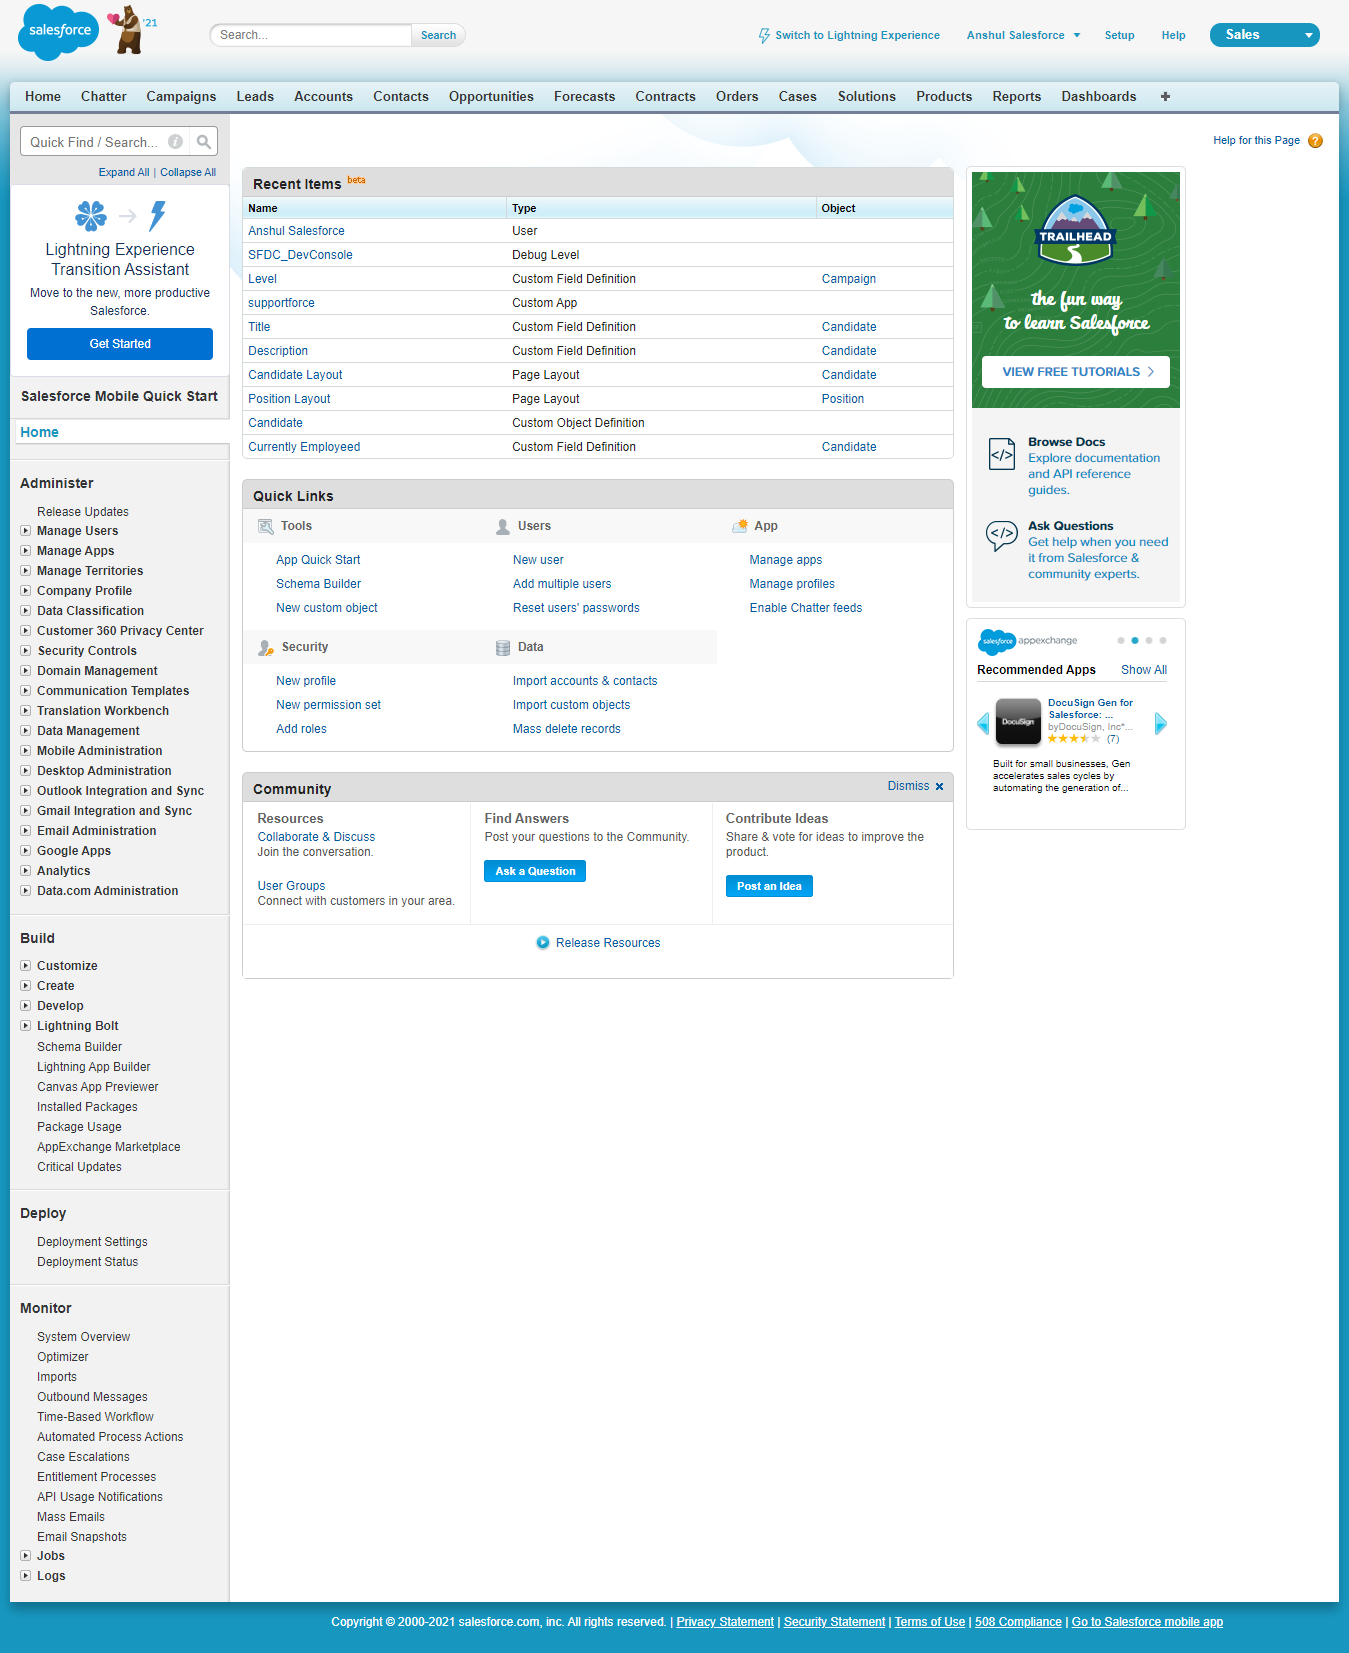 salesforce
'21
Search...
Search
Switch to Lightning Experience
Anshul Salesforce
Setup
Help
Sales
Home
Chatter
Campaigns
Leads
Accounts
Contacts
Opportunities
Forecasts
Contracts
Orders
Cases
Solutions
Products
Reports
Dashboards
Quick Find / Search...
Expand All | Collapse All
Lightning Experience
Transition Assistant
Move to the new, more productive
Salesforce.
Get Started
Salesforce Mobile Quick Start
Home
Administer
Release Updates
Manage Users
Manage Apps
Manage Territories
Company Profile
Data Classification
Customer 360 Privacy Center
Security Controls
Domain Management
Communication Templates
Translation Workbench
Data Management
Mobile Administration
Desktop Administration
Outlook Integration and Sync
Gmail Integration and Sync
Email Administration
Google Apps
Analytics
Data.com Administration
Build
Customize
Create
Develop
Lightning Bolt
Schema Builder
Lightning App Builder
Canvas App Previewer
Installed Packages
Package Usage
AppExchange Marketplace
Critical Updates
Deploy
Deployment Settings
Deployment Status
Monitor
System Overview
Optimizer
Imports
Outbound Messages
Time-Based Workflow
Automated Process Actions
Case Escalations
Entitlement Processes
API Usage Notifications
Mass Emails
Email Snapshots
Jobs
Logs
Help for this Page
Recent Items beta
Name Type Object
Anshul Salesforce User
SFDC_DevConsole Debug Level
Level Custom Field Definition Campaign
supportforce Custom App
Title Custom Field Definition Candidate
Description Custom Field Definition Candidate
Candidate Layout Page Layout Candidate
Position Layout Page Layout Position
Candidate Custom Object Definition
Currently Employeed Custom Field Definition Candidate
Quick Links
Tools
App Quick Start
Schema Builder
New custom object
Users
New user
Add multiple users
Reset users' passwords
App
Manage apps
Manage profiles
Enable Chatter feeds
Security
New profile
New permission set
Add roles
Data
Import accounts & contacts
Import custom objects
Mass delete records
Community
Dismiss
Resources
Collaborate & Discuss
Join the conversation.
User Groups
Connect with customers in your area.
Find Answers
Post your questions to the Community.
Ask a Question
Contribute Ideas
Share & vote for ideas to improve the
product.
Post an Idea
Release Resources
TRAILHEAD
the fun way
to learn Salesforce
VIEW FREE TUTORIALS
Browse Docs
Explore documentation
and API reference
guides.
Ask Questions
Get help when you need
it from Salesforce &
community experts.
salesforce appexchange
Recommended Apps
Show All
DocuSign
DocuSign Gen for
Salesforce: ...
byDocuSign, Inc*...
(7)
Built for small businesses, Gen
accelerates sales cycles by
automating the generation of...
Copyright © 2000-2021 salesforce.com, inc. All rights reserved. | Privacy Statement | Security Statement | Terms of Use | 508 Compliance | Go to Salesforce mobile app